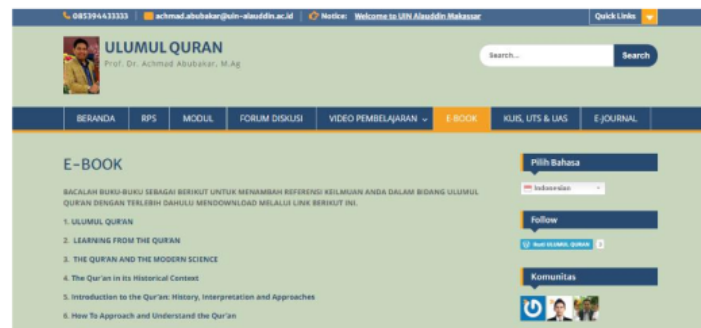 085394433333 achmad.abubakar@uin-alauddin.ac.id Notice: Welcome to UIN Alauddin Makassar Quick Links
ULUMUL QURAN
Prof. Dr. Achmad Abubakar, M.Ag
Search... Search
BERANDA RPS MODUL FORUM DISKUSI VIDEO PEMBELAJARAN E-BOOK KUIS, UTS & UAS E-JOURNAL
E-BOOK
Pilih Bahasa
BACALAH BUKU-BUKU SEBAGAI BERIKUT UNTUK MENAMBAH REFERENSI KEILMUAN ANDA DALAM BIDANG ULUMUL
QUR'AN DENGAN TERLEBIH DAHULU MENDOWNLOAD MELALUI LINK BERIKUT INI.
Indonesian
1. ULUMUL QUR'AN
Follow
2. LEARNING FROM THE QUR'AN
ULUMUL QURAN
3. THE QUR'AN AND THE MODERN SCIENCE
4. The Qur'an in its Historical Context
Komunitas
5. Introduction to the Qur'an: History, Interpretation and Approaches
6. How To Approach and Understand the Qur'an